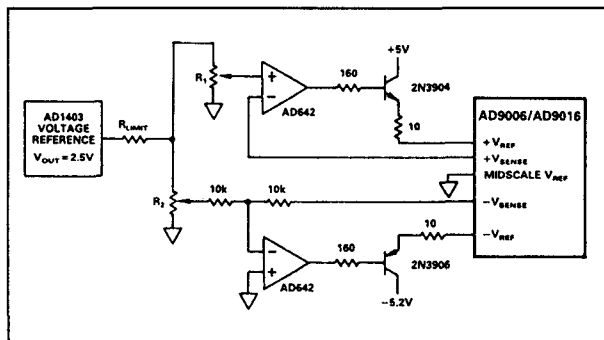 AD1403
VOLTAGE
REFERENCE
VOUT = 2.5V
RLIMIT
R1
R2
+
−
AD642
160
+5V
2N3904
10
AD9006/AD9016
+VREF
+VSENSE
MIDSCALE VREF
−VSENSE
−VREF
10k
10k
−
+
AD642
160
10
2N3906
−5.2V